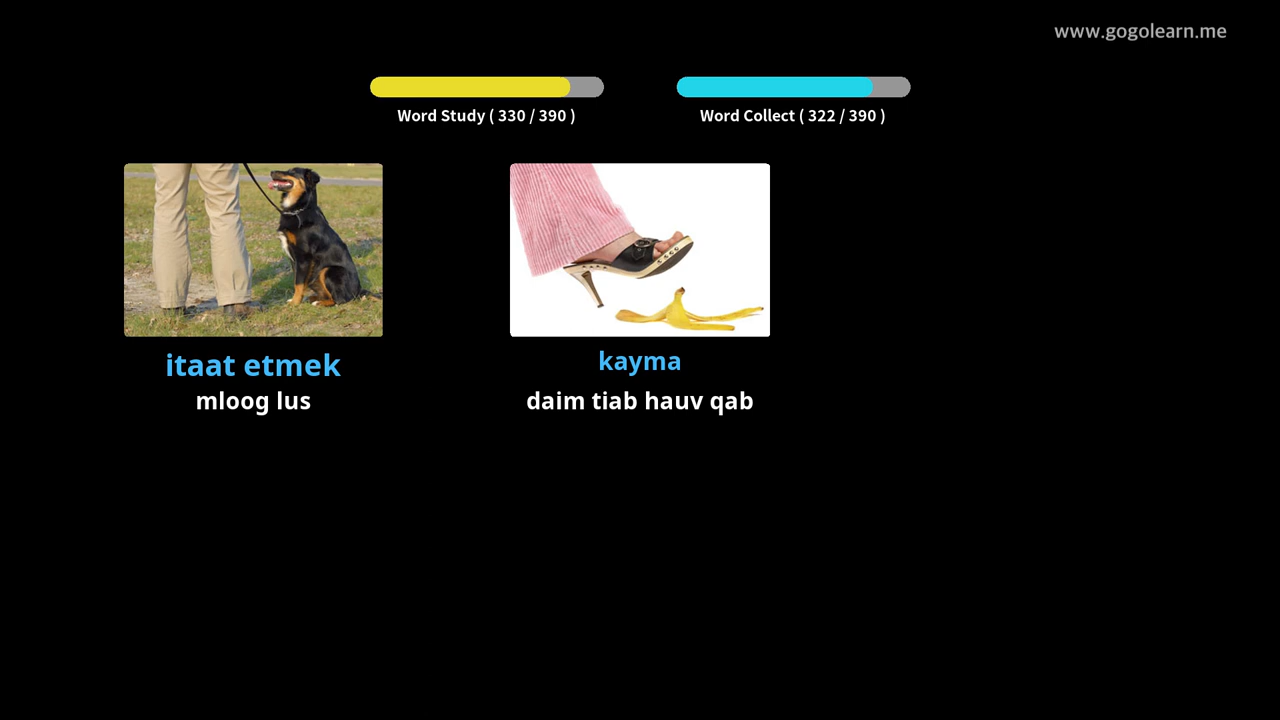 www.gogolearn.me
Word Study ( 330 / 390 )
Word Collect ( 322 / 390 )
itaat etmek
mloog lus
kayma
daim tiab hauv qab